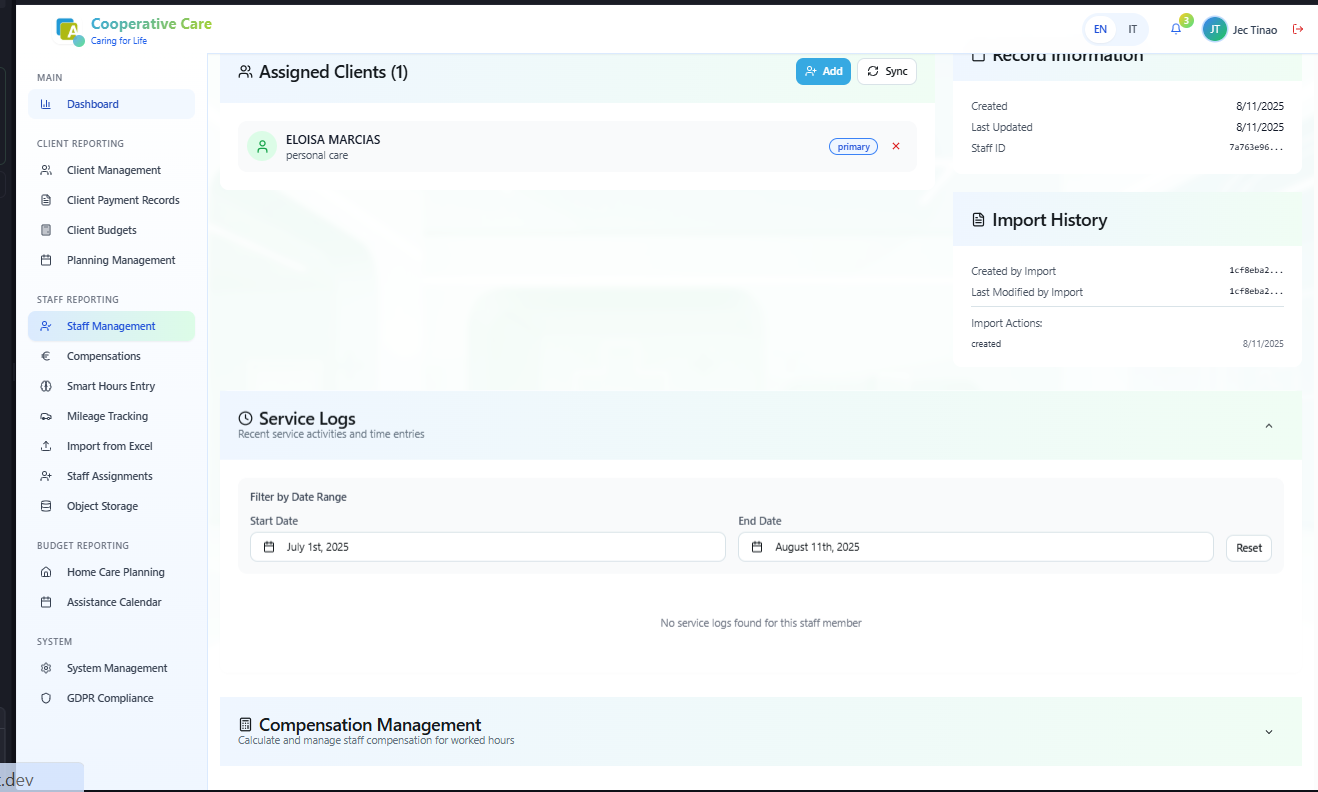 Cooperative Care
Caring for Life
EN
IT
3
JT
Jec Tinao
MAIN
Dashboard
CLIENT REPORTING
Client Management
Client Payment Records
Client Budgets
Planning Management
STAFF REPORTING
Staff Management
Compensations
Smart Hours Entry
Mileage Tracking
Import from Excel
Staff Assignments
Object Storage
BUDGET REPORTING
Home Care Planning
Assistance Calendar
SYSTEM
System Management
GDPR Compliance
Assigned Clients (1)
Add
Sync
ELOISA MARCIAS
personal care
primary
Record Information
Created 8/11/2025
Last Updated 8/11/2025
Staff ID 7a763e96...
Import History
Created by Import 1cf8eba2...
Last Modified by Import 1cf8eba2...
Import Actions:
created 8/11/2025
Service Logs
Recent service activities and time entries
Filter by Date Range
Start Date
July 1st, 2025
End Date
August 11th, 2025
Reset
No service logs found for this staff member
Compensation Management
Calculate and manage staff compensation for worked hours
.dev